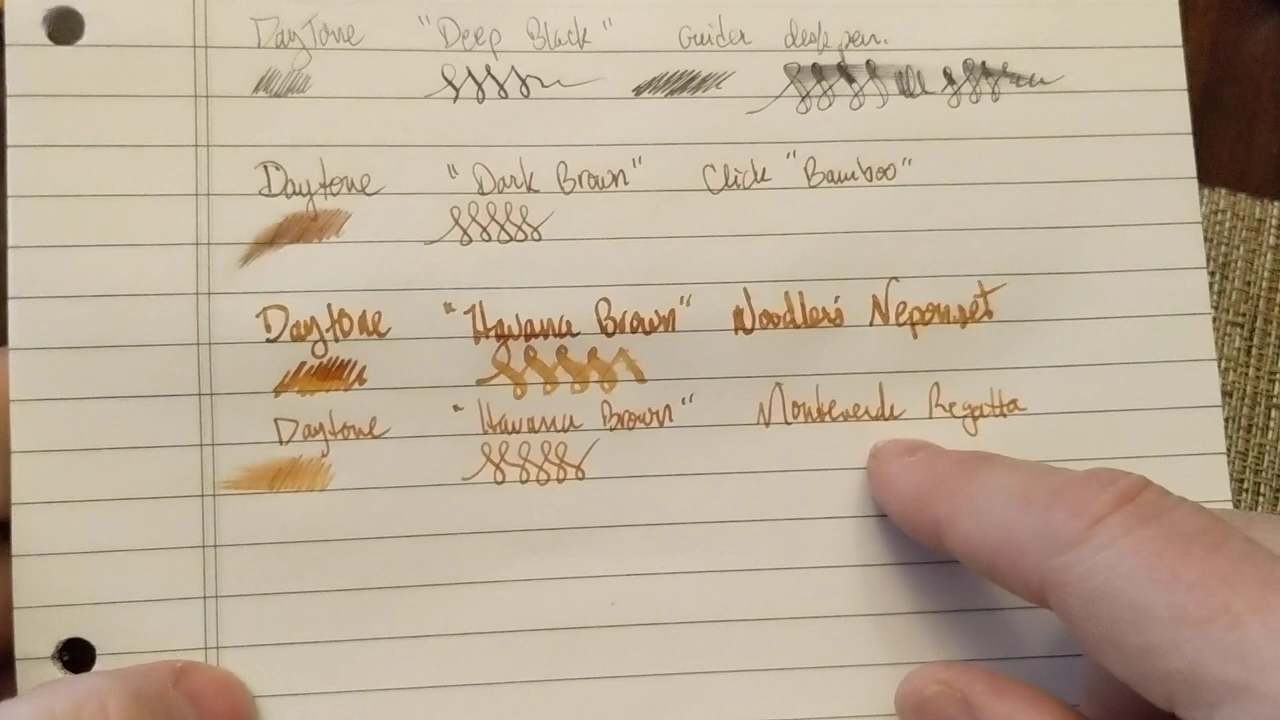 DayTone "Deep Black" Guider desk pen.
Daytone "Dark Brown" Click "Bamboo"
Daytone "Havana Brown" Noodler's Neponset
Daytone "Havana Brown" Monteverde Regatta